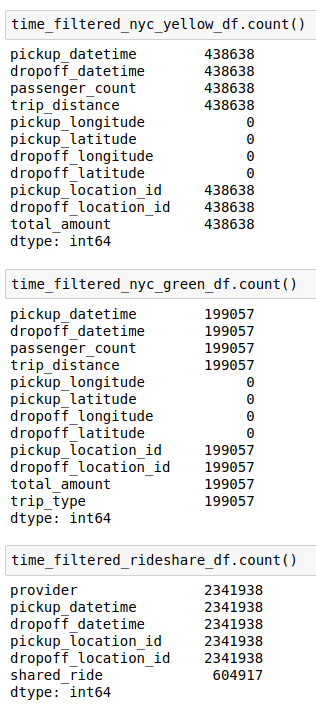 time_filtered_nyc_yellow_df.count()
pickup_datetime 438638
dropoff_datetime 438638
passenger_count 438638
trip_distance 438638
pickup_longitude 0
pickup_latitude 0
dropoff_longitude 0
dropoff_latitude 0
pickup_location_id 438638
dropoff_location_id 438638
total_amount 438638
dtype: int64
time_filtered_nyc_green_df.count()
pickup_datetime 199057
dropoff_datetime 199057
passenger_count 199057
trip_distance 199057
pickup_longitude 0
pickup_latitude 0
dropoff_longitude 0
dropoff_latitude 0
pickup_location_id 199057
dropoff_location_id 199057
total_amount 199057
trip_type 199057
dtype: int64
time_filtered_rideshare_df.count()
provider 2341938
pickup_datetime 2341938
dropoff_datetime 2341938
pickup_location_id 2341938
dropoff_location_id 2341938
shared_ride 604917
dtype: int64